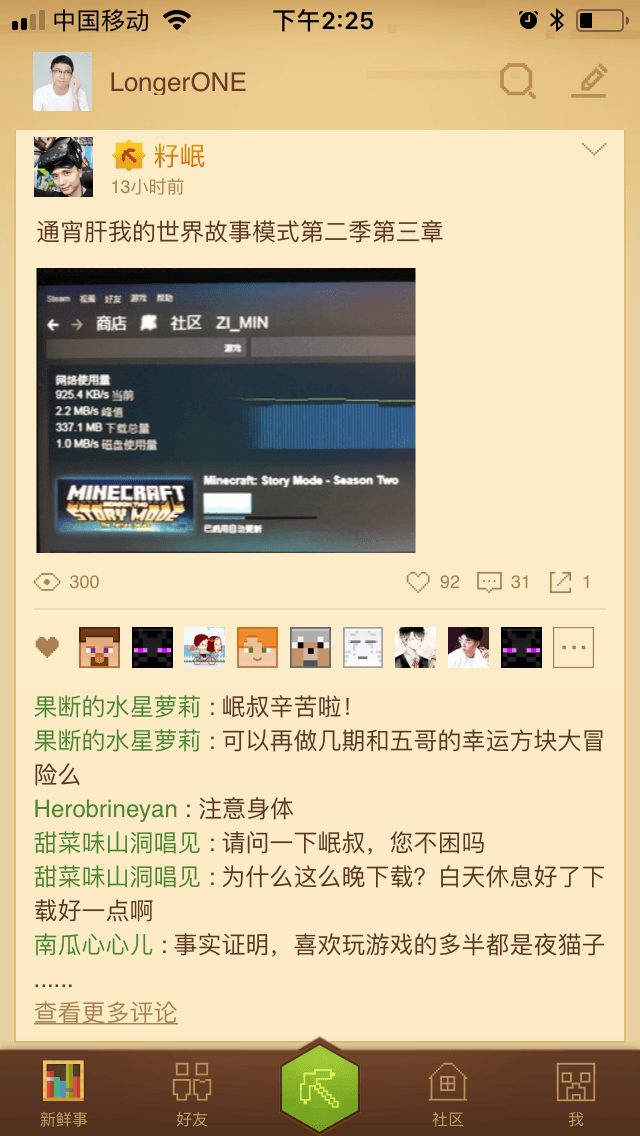 中国移动
下午2:25
LongerONE
籽岷
13小时前
通宵肝我的世界故事模式第二季第三章
Steam 视图 好友 游戏 帮助
商店 库 社区 ZI_MIN
游戏
网络使用量
925.4 KB/s 当前
2.2 MB/s 峰值
337.1 MB 下载总量
1.0 MB/s 磁盘使用量
MINECRAFT
SEASON TWO
STORY MODE
Minecraft: Story Mode - Season Two
已启用自动更新
300
92
31
1
果断的水星萝莉 : 岷叔辛苦啦！
果断的水星萝莉 : 可以再做几期和五哥的幸运方块大冒
险么
Herobrineyan : 注意身体
甜菜味山洞唱见 : 请问一下岷叔，您不困吗
甜菜味山洞唱见 : 为什么这么晚下载？白天休息好了下
载好一点啊
南瓜心心儿 : 事实证明，喜欢玩游戏的多半都是夜猫子
......
查看更多评论
新鲜事
好友
社区
我